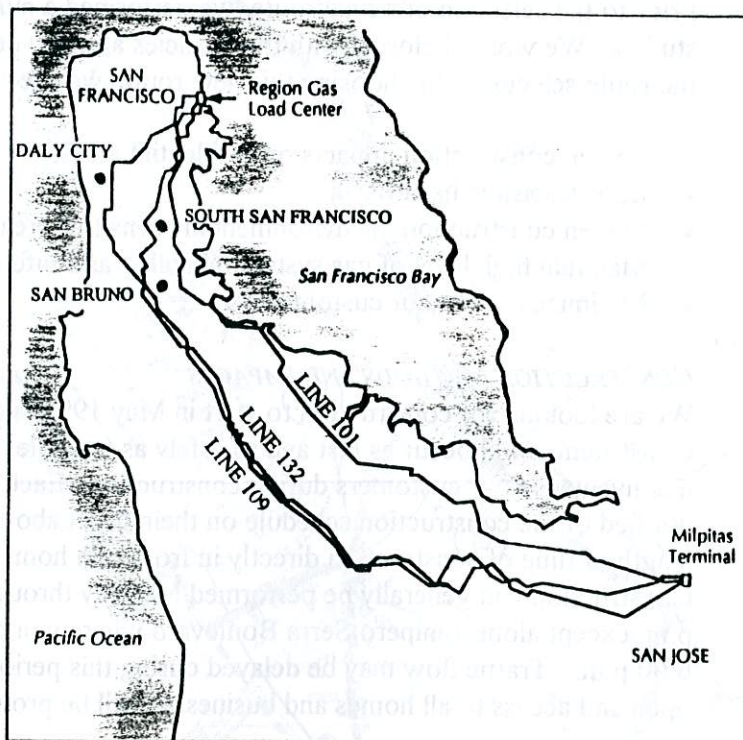 SAN
FRANCISCO
Region Gas
Load Center
DALY CITY
SOUTH SAN FRANCISCO
San Francisco Bay
SAN BRUNO
LINE 101
LINE 132
LINE 109
Milpitas
Terminal
SAN JOSE
Pacific Ocean